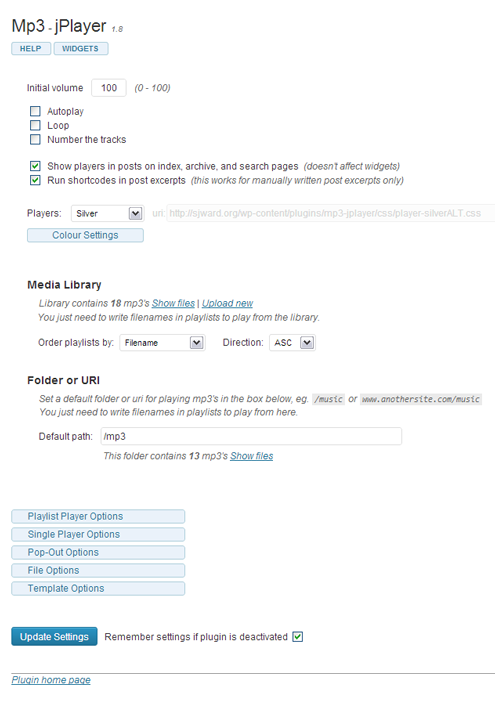 Mp3 - jPlayer 1.8
HELP WIDGETS
Initial volume 100 (0 - 100)
Autoplay
Loop
Number the tracks
Show players in posts on index, archive, and search pages (doesn't affect widgets)
Run shortcodes in post excerpts (this works for manually written post excerpts only)
Players: Silver uri: http://sjward.org/wp-content/plugins/mp3-jplayer/css/player-silverALT.css
Colour Settings
Media Library
Library contains 18 mp3's Show files | Upload new
You just need to write filenames in playlists to play from the library.
Order playlists by: Filename Direction: ASC
Folder or URI
Set a default folder or uri for playing mp3's in the box below, eg. /music or www.anothersite.com/music
You just need to write filenames in playlists to play from here.
Default path: /mp3
This folder contains 13 mp3's Show files
Playlist Player Options
Single Player Options
Pop-Out Options
File Options
Template Options
Update Settings Remember settings if plugin is deactivated
Plugin home page